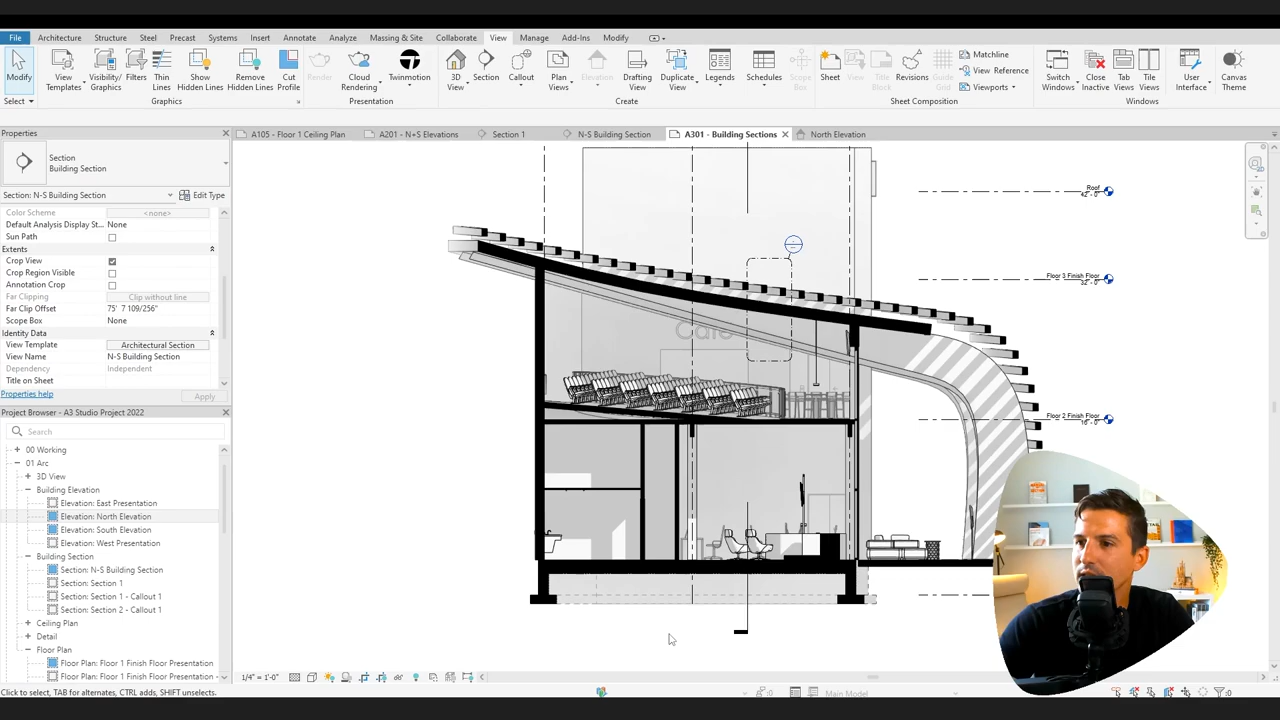 File Architecture Structure Steel Precast Systems Insert Annotate Analyze Massing & Site Collaborate View Manage Add-Ins Modify
Modify View Templates Visibility/ Graphics Filters Thin Lines Show Hidden Lines Remove Hidden Lines Cut Profile Render Cloud Rendering Twinmotion 3D View Section Callout Plan Views Elevation Drafting View Duplicate View Legends Schedules Scope Box Sheet View Title Block Revisions Guide Grid Matchline View Reference Viewports Switch Windows Close Inactive Tab Views Tile Views User Interface Canvas Theme
Select Graphics Presentation Create Sheet Composition Windows
Properties
A105 - Floor 1 Ceiling Plan A201 - N+S Elevations Section 1 N-S Building Section A301 - Building Sections North Elevation
Section
Building Section
Section: N-S Building Section Edit Type
Color Scheme <none>
Default Analysis Display St... None
Sun Path
Extents
Crop View
Crop Region Visible
Annotation Crop
Far Clipping Clip without line
Far Clip Offset 75' 7 109/256"
Scope Box None
Identity Data
View Template Architectural Section
View Name N-S Building Section
Dependency Independent
Title on Sheet
Properties help Apply
Project Browser - A3 Studio Project 2022
Search
00 Working
01 Arc
3D View
Building Elevation
Elevation: East Presentation
Elevation: North Elevation
Elevation: South Elevation
Elevation: West Presentation
Building Section
Section: N-S Building Section
Section: Section 1
Section: Section 1 - Callout 1
Section: Section 2 - Callout 1
Ceiling Plan
Detail
Floor Plan
Floor Plan: Floor 1 Finish Floor Presentation
Floor Plan: Floor 1 Finish Floor Presentation -
Roof
42' - 0"
Floor 3 Finish Floor
32' - 0"
Floor 2 Finish Floor
16' - 0"
1/4" = 1'-0"
Click to select, TAB for alternates, CTRL adds, SHIFT unselects. :0 Main Model :0